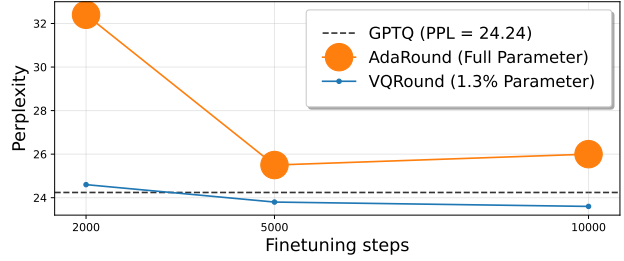 Perplexity
32
30
28
26
24
GPTQ (PPL = 24.24)
AdaRound (Full Parameter)
VQRound (1.3% Parameter)
2000 5000 10000
Finetuning steps